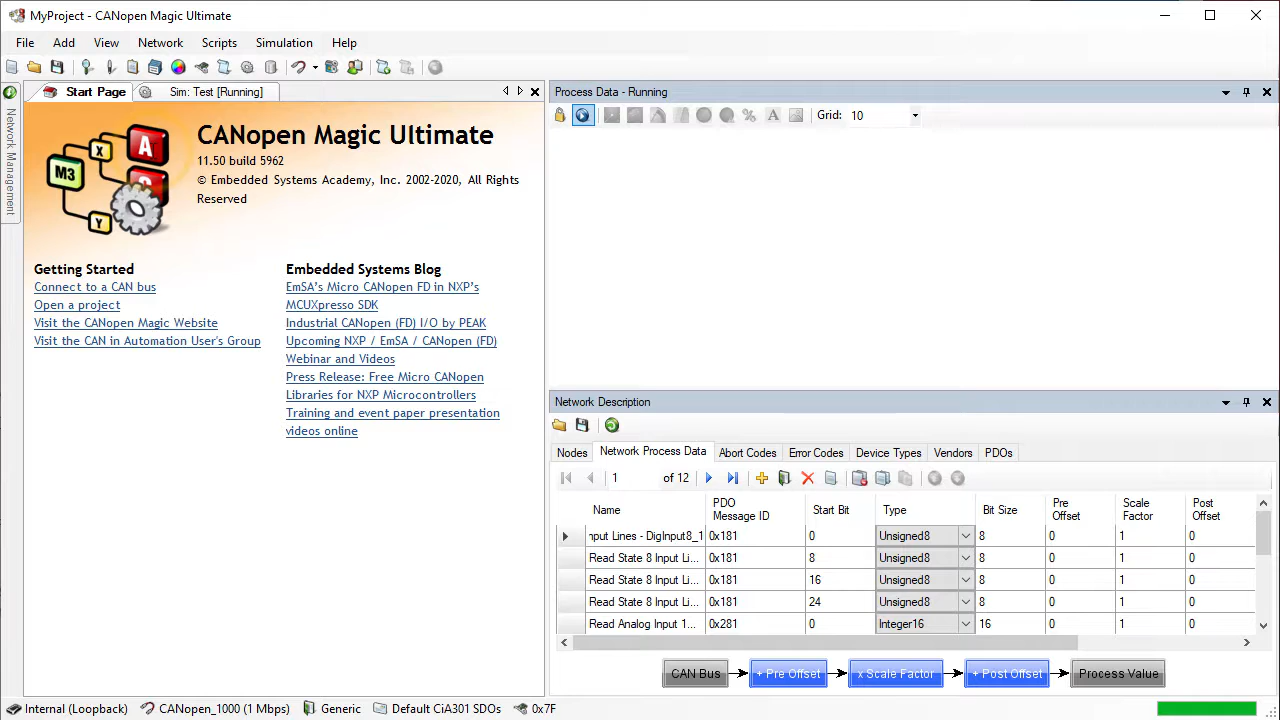 MyProject - CANopen Magic Ultimate
File Add View Network Scripts Simulation Help
Start Page
Sim: Test [Running]
Network Management
M3 X A Y
CANopen Magic Ultimate
11.50 build 5962
© Embedded Systems Academy, Inc. 2002-2020, All Rights
Reserved
Getting Started
Connect to a CAN bus
Open a project
Visit the CANopen Magic Website
Visit the CAN in Automation User's Group
Embedded Systems Blog
EmSA's Micro CANopen FD in NXP's
MCUXpresso SDK
Industrial CANopen (FD) I/O by PEAK
Upcoming NXP / EmSA / CANopen (FD)
Webinar and Videos
Press Release: Free Micro CANopen
Libraries for NXP Microcontrollers
Training and event paper presentation
videos online
Process Data - Running
% A Grid: 10
Network Description
Nodes Network Process Data Abort Codes Error Codes Device Types Vendors PDOs
1 of 12
Name PDO Message ID Start Bit Type Bit Size Pre Offset Scale Factor Post Offset
nput Lines - DigInput8_1 0x181 0 Unsigned8 8 0 1 0
Read State 8 Input Li... 0x181 8 Unsigned8 8 0 1 0
Read State 8 Input Li... 0x181 16 Unsigned8 8 0 1 0
Read State 8 Input Li... 0x181 24 Unsigned8 8 0 1 0
Read Analog Input 1... 0x281 0 Integer16 16 0 1 0
CAN Bus + Pre Offset x Scale Factor + Post Offset Process Value
Internal (Loopback) CANopen_1000 (1 Mbps) Generic Default CiA301 SDOs 0x7F